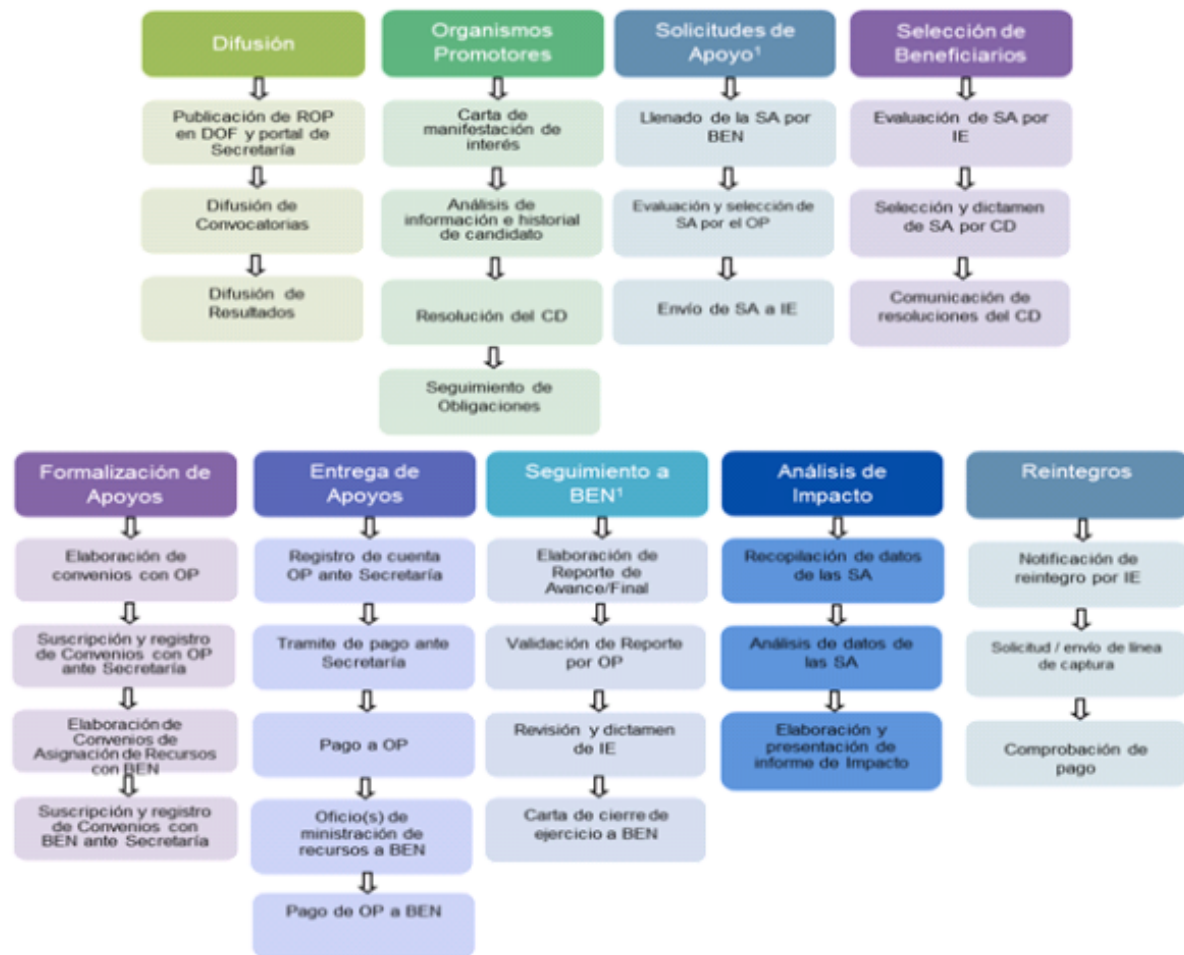 Difusión
Publicación de ROP
en DOF y portal de
Secretaría
Difusión de
Convocatorias
Difusión de
Resultados
Organismos
Promotores
Carta de
manifestación de
interés
Análisis de
información e historial
de candidato
Resolución del CD
Seguimiento de
Obligaciones
Solicitudes de
Apoyo¹
Llenado de la SA por
BEN
Evaluación y selección de
SA por el OP
Envío de SA a IE
Selección de
Beneficiarios
Evaluación de SA por
IE
Selección y dictamen
de SA por CD
Comunicación de
resoluciones del CD
Formalización de
Apoyos
Elaboración de
convenios con OP
Suscripción y registro
de Convenios con OP
ante Secretaría
Elaboración de
Convenios de
Asignación de Recursos
con BEN
Suscripción y registro
de Convenios con
BEN ante Secretaría
Entrega de
Apoyos
Registro de cuenta
OP ante Secretaría
Tramite de pago ante
Secretaría
Pago a OP
Oficio(s) de
ministración de
recursos a BEN
Pago de OP a BEN
Seguimiento a
BEN¹
Elaboración de
Reporte de
Avance/Final
Validación de Reporte
por OP
Revisión y dictamen
de IE
Carta de cierre de
ejercicio a BEN
Análisis de
Impacto
Recopilación de datos
de las SA
Análisis de datos de
las SA
Elaboración y
presentación de
informe de Impacto
Reintegros
Notificación de
reintegro por IE
Solicitud / envío de línea
de captura
Comprobación de
pago